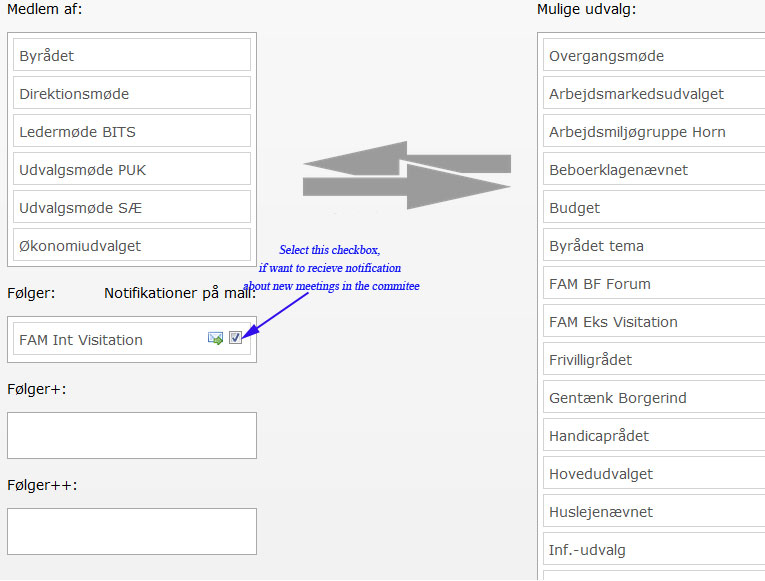 Medlem af:
Byrådet
Direktionsmøde
Ledermøde BITS
Udvalgsmøde PUK
Udvalgsmøde SÆ
Økonomiudvalget
Select this checkbox,
if want to recieve notification
about new meetings in the commitee
Følger: Notifikationer på mail:
FAM Int Visitation
Følger+:
Følger++:
Mulige udvalg:
Overgangsmøde
Arbejdsmarkedsudvalget
Arbejdsmiljøgruppe Horn
Beboerklagenævnet
Budget
Byrådet tema
FAM BF Forum
FAM Eks Visitation
Frivilligrådet
Gentænk Borgerind
Handicaprådet
Hovedudvalget
Huslejenævnet
Inf.-udvalg